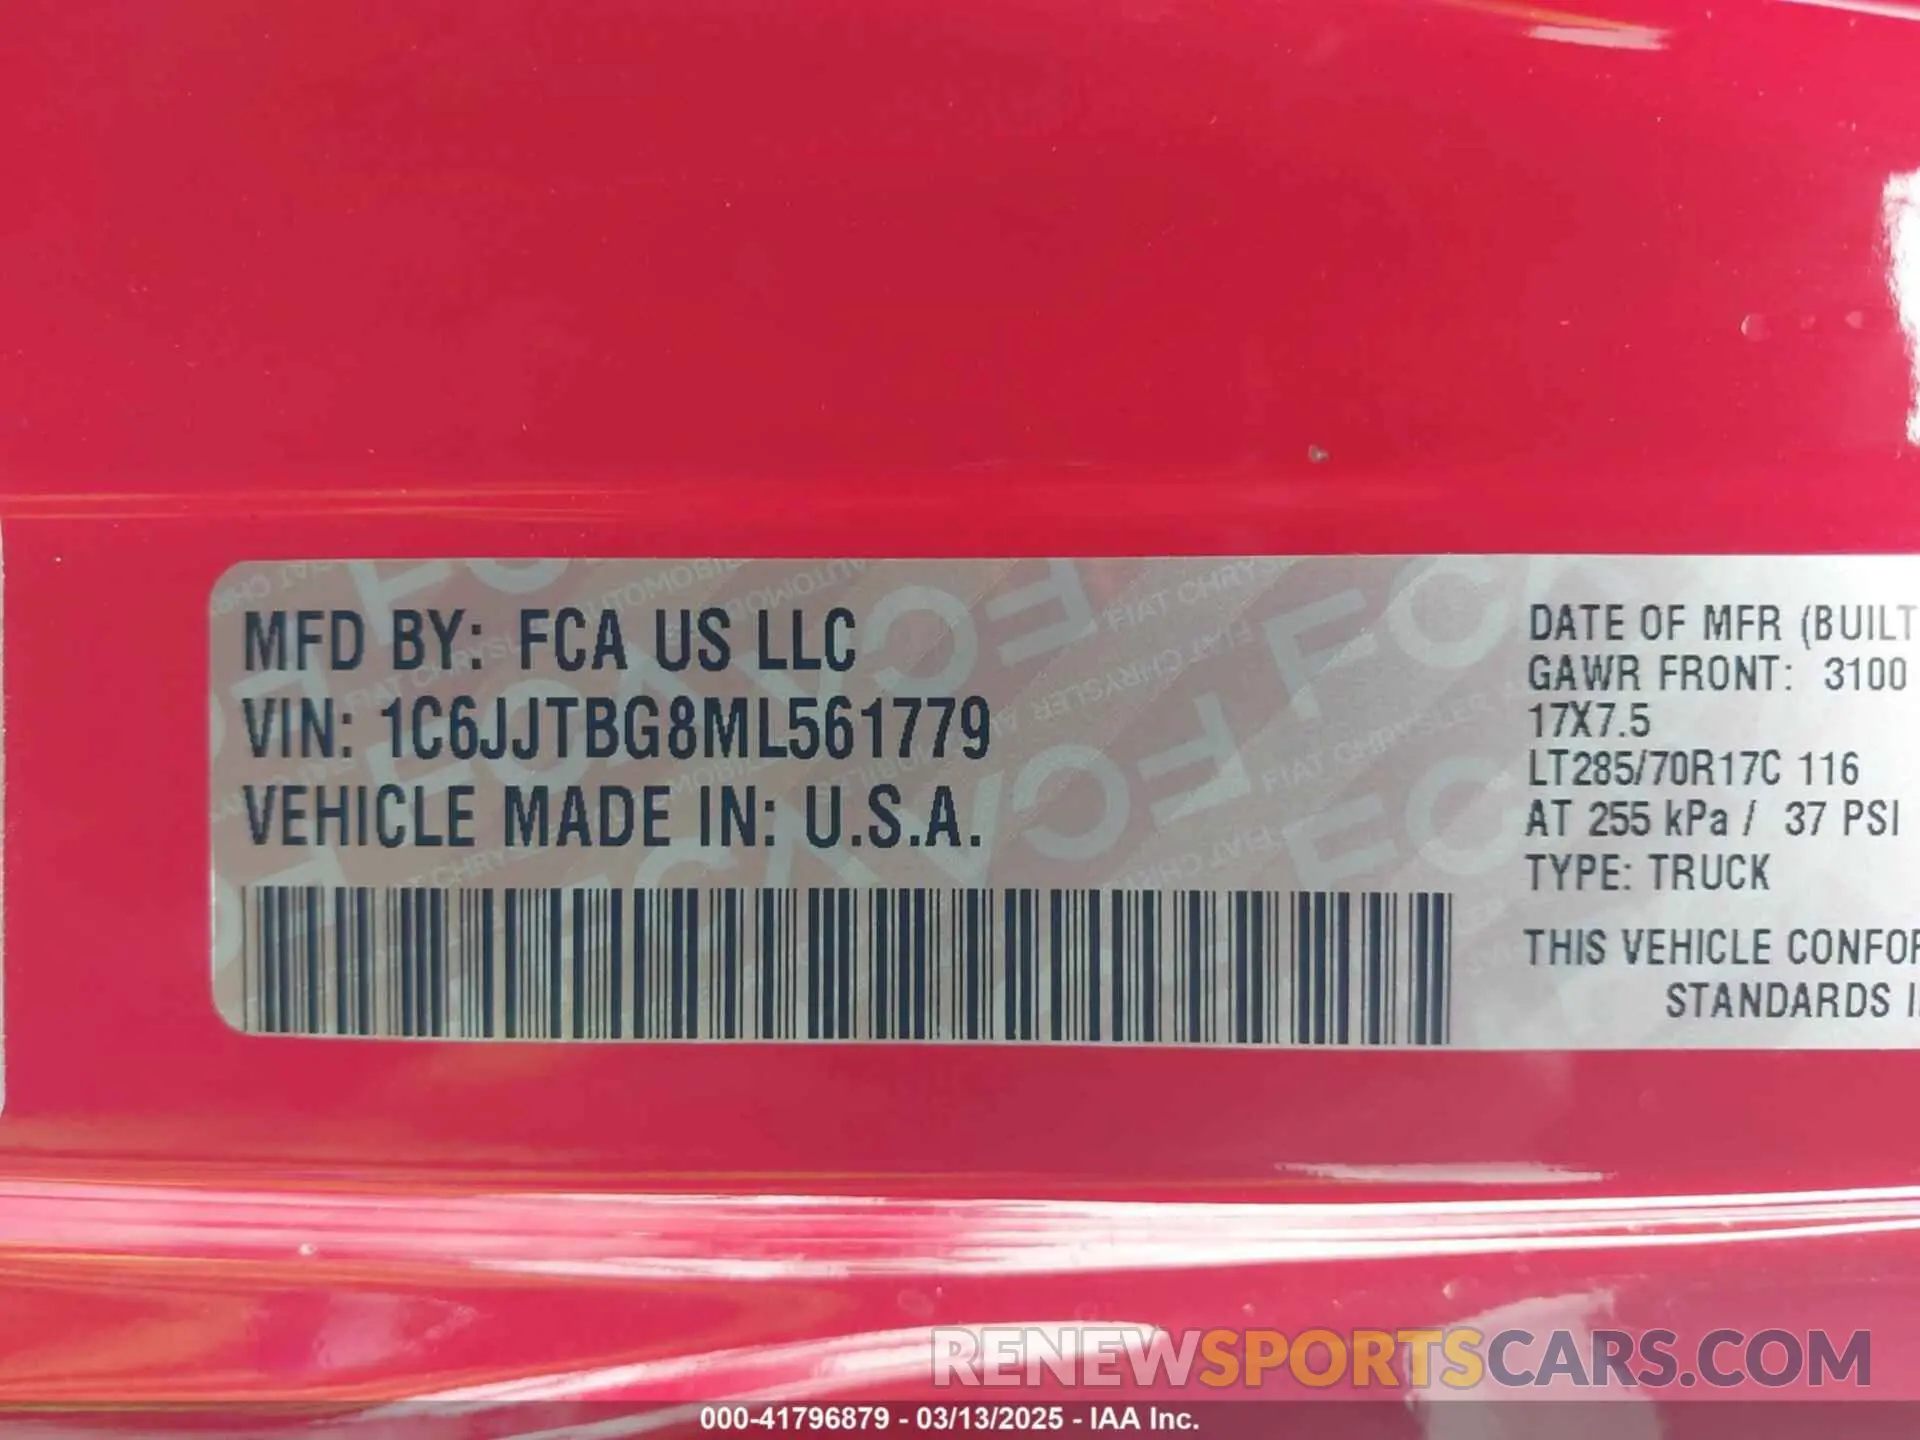 MFD BY: FCA US LLC
VIN: 1C6JJTBG8ML561779
VEHICLE MADE IN: U.S.A.
DATE OF MFR (BUILT
GAWR FRONT: 3100
17X7.5
LT285/70R17C 116
AT 255 kPa / 37 PSI
TYPE: TRUCK
THIS VEHICLE CONFOR
STANDARDS I
RENEWSPORTSCARS.COM
000-41796879 - 03/13/2025 - IAA Inc.